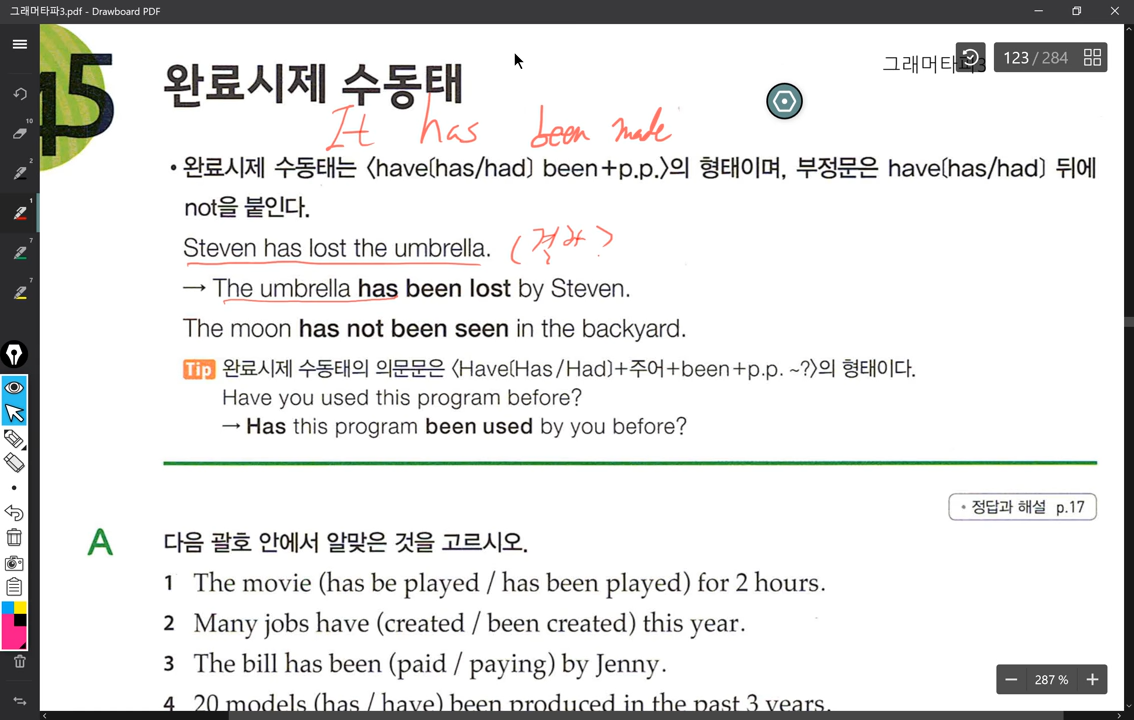 그래머타파3.pdf - Drawboard PDF
그래머타파3
123 / 284
45
완료시제 수동태
It has been made
• 완료시제 수동태는 〈have(has/had) been+p.p.〉의 형태이며, 부정문은 have(has/had) 뒤에
not을 붙인다.
Steven has lost the umbrella.
→ The umbrella has been lost by Steven.
The moon has not been seen in the backyard.
Tip 완료시제 수동태의 의문문은 〈Have(Has/Had)+주어+been+p.p. ~?〉의 형태이다.
Have you used this program before?
→ Has this program been used by you before?
• 정답과 해설 p.17
A 다음 괄호 안에서 알맞은 것을 고르시오.
1 The movie (has be played / has been played) for 2 hours.
2 Many jobs have (created / been created) this year.
3 The bill has been (paid / paying) by Jenny.
4 20 models (has / have) been produced in the past 3 years.
287 %
10
2
1
7
7